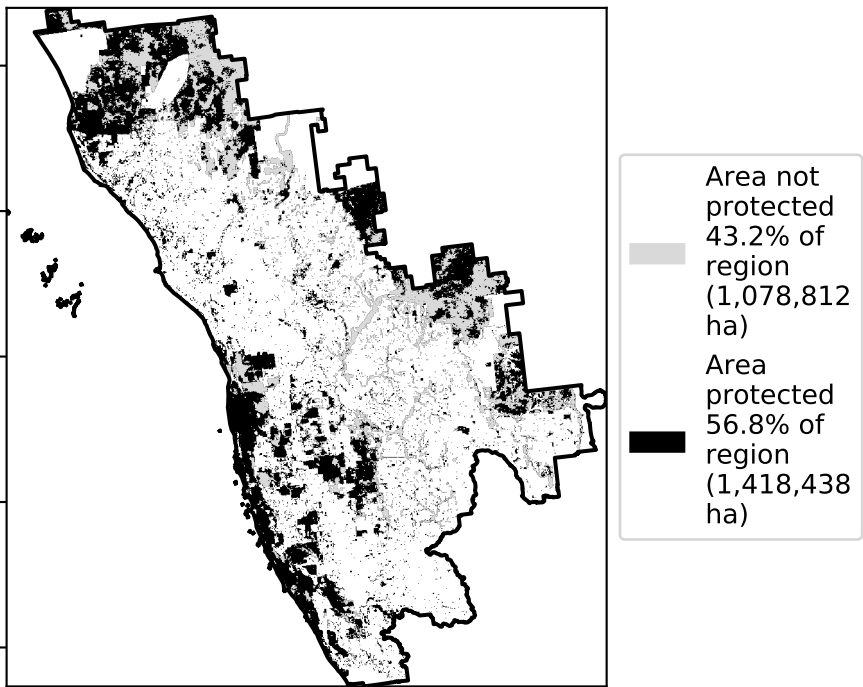 Area not
protected
43.2% of
region
(1,078,812
ha)
Area
protected
56.8% of
region
(1,418,438
ha)